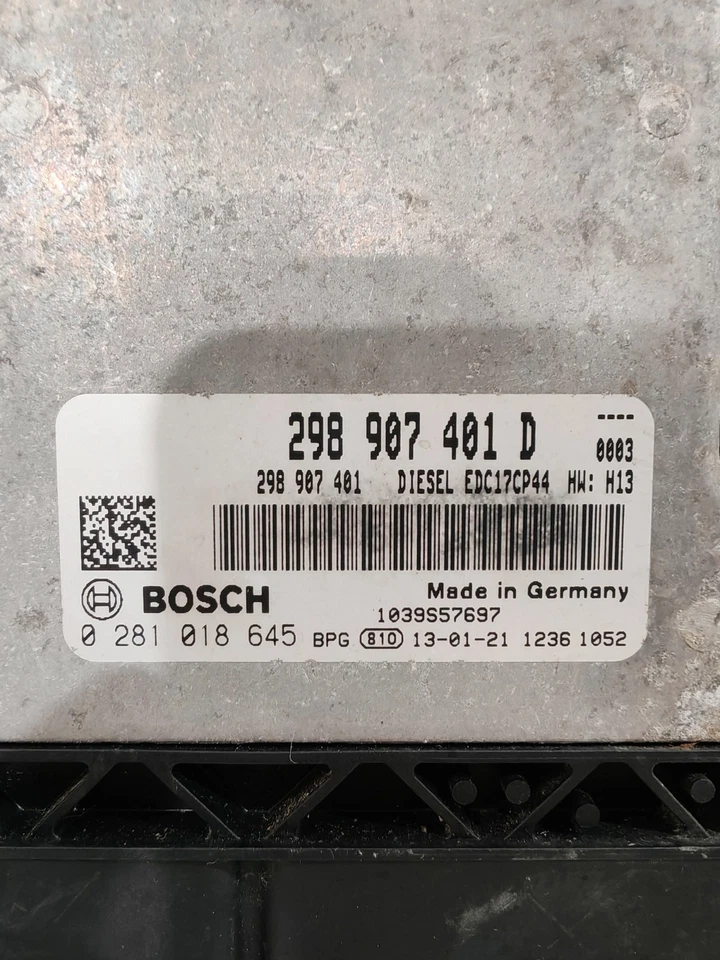 298 907 401 D ----
0003
298 907 401 DIESEL EDC17CP44 HW: H13
BOSCH Made in Germany
1039S57697
0 281 018 645 BPG 810 13-01-21 1236 1052